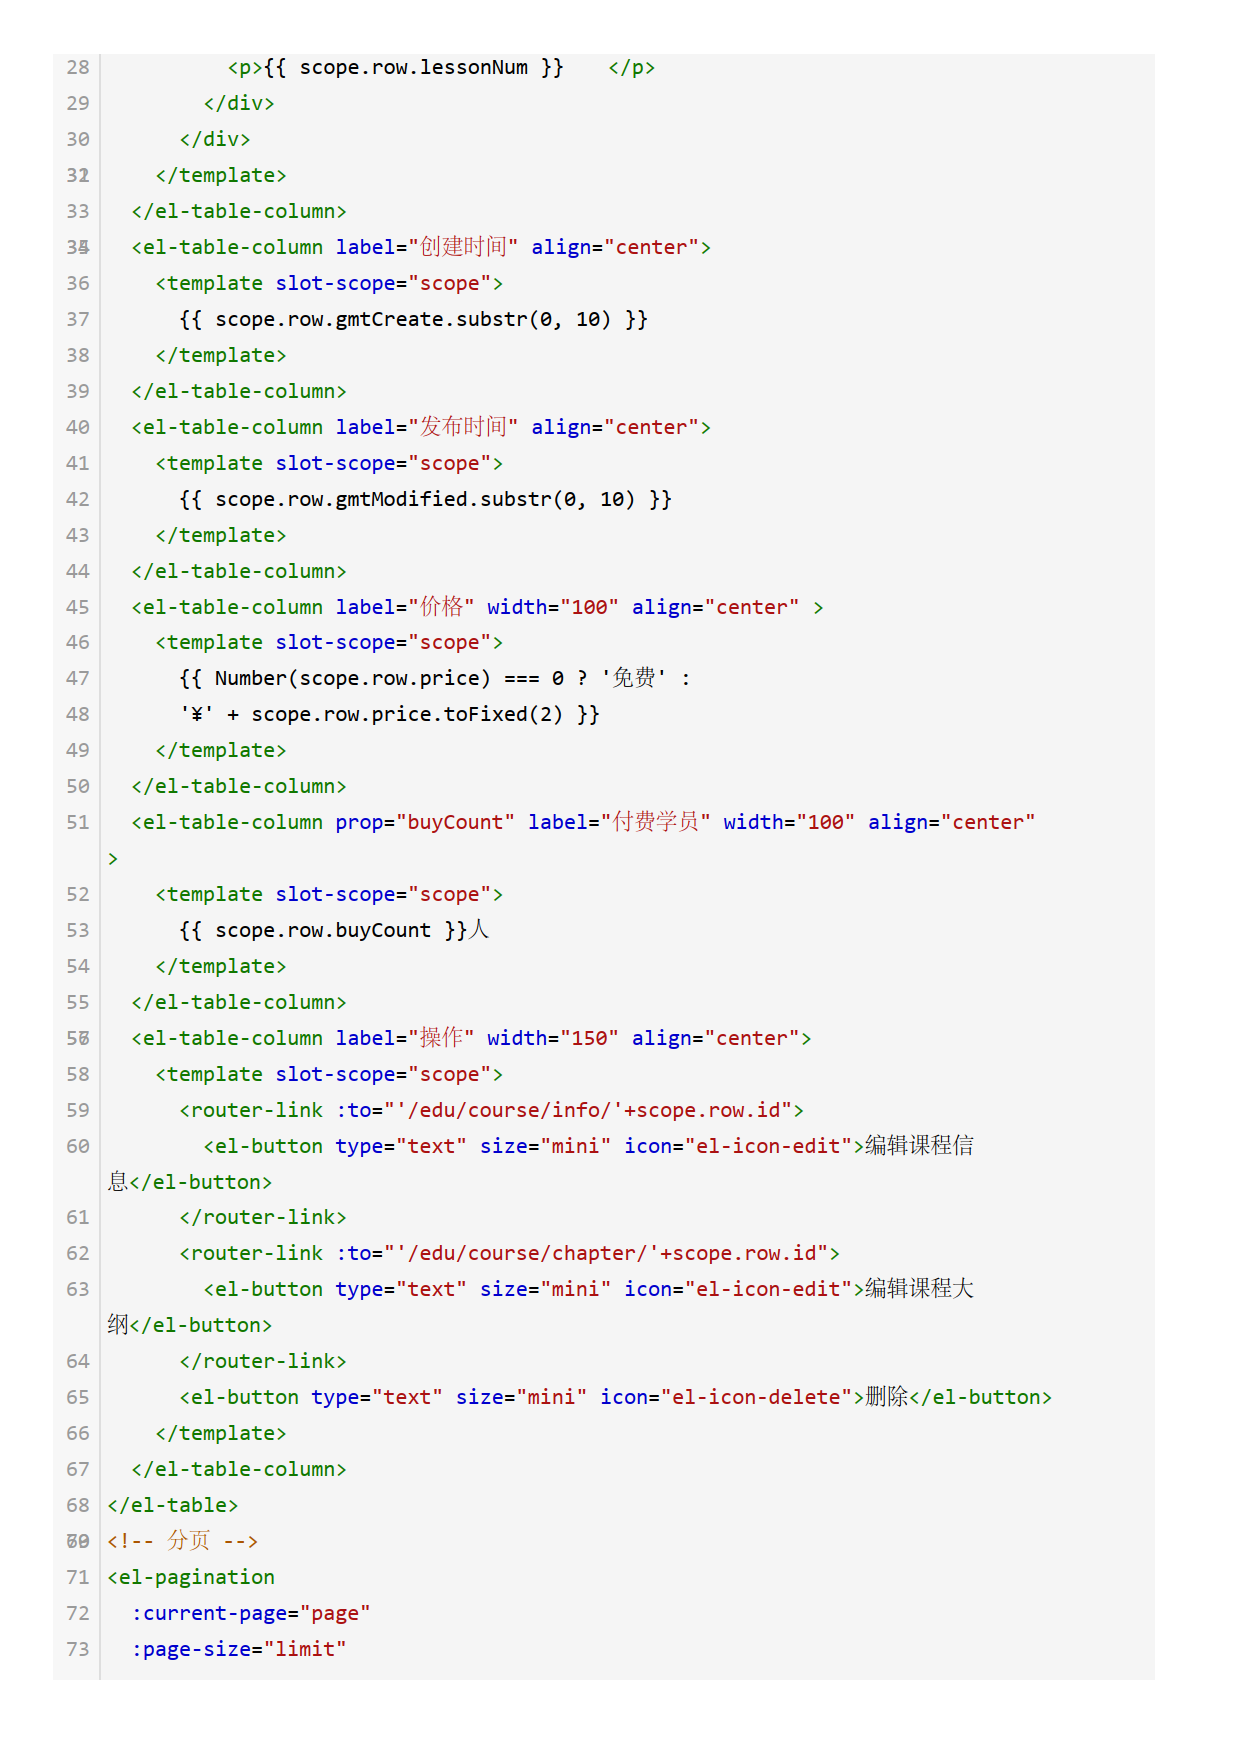 28 <p>{{ scope.row.lessonNum }} </p>
29 </div>
30 </div>
31 32 </template>
33 </el-table-column>
34 35 <el-table-column label="创建时间" align="center">
36 <template slot-scope="scope">
37 {{ scope.row.gmtCreate.substr(0, 10) }}
38 </template>
39 </el-table-column>
40 <el-table-column label="发布时间" align="center">
41 <template slot-scope="scope">
42 {{ scope.row.gmtModified.substr(0, 10) }}
43 </template>
44 </el-table-column>
45 <el-table-column label="价格" width="100" align="center" >
46 <template slot-scope="scope">
47 {{ Number(scope.row.price) === 0 ? '免费' :
48 '¥' + scope.row.price.toFixed(2) }}
49 </template>
50 </el-table-column>
51 <el-table-column prop="buyCount" label="付费学员" width="100" align="center"
>
52 <template slot-scope="scope">
53 {{ scope.row.buyCount }}人
54 </template>
55 </el-table-column>
56 57 <el-table-column label="操作" width="150" align="center">
58 <template slot-scope="scope">
59 <router-link :to="'/edu/course/info/'+scope.row.id">
60 <el-button type="text" size="mini" icon="el-icon-edit">编辑课程信
息</el-button>
61 </router-link>
62 <router-link :to="'/edu/course/chapter/'+scope.row.id">
63 <el-button type="text" size="mini" icon="el-icon-edit">编辑课程大
纲</el-button>
64 </router-link>
65 <el-button type="text" size="mini" icon="el-icon-delete">删除</el-button>
66 </template>
67 </el-table-column>
68 </el-table>
69 70 <!-- 分页 -->
71 <el-pagination
72 :current-page="page"
73 :page-size="limit"